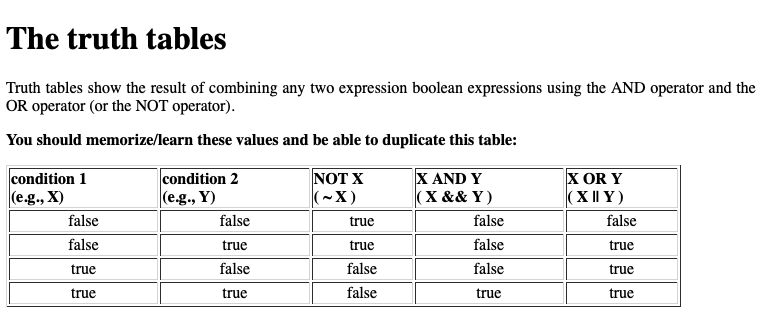 The truth tables
Truth tables show the result of combining any two expression boolean expressions using the AND operator and the
OR operator (or the NOT operator).
You should memorize/learn these values and be able to duplicate this table:
condition 1 (e.g., X) condition 2 (e.g., Y) NOT X ( ~ X ) X AND Y ( X && Y ) X OR Y ( X || Y )
false false true false false
false true true false true
true false false false true
true true false true true